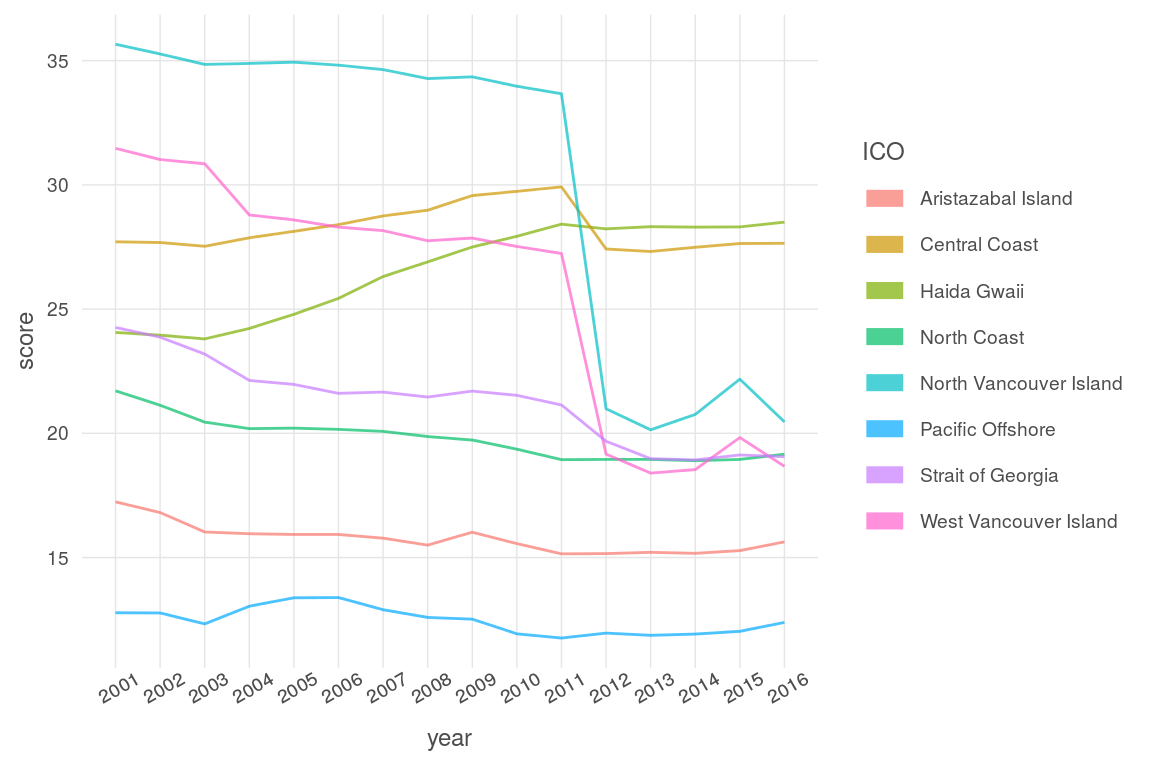 35
30
25
20
15
score
2001 2002 2003 2004 2005 2006 2007 2008 2009 2010 2011 2012 2013 2014 2015 2016
year
ICO
Aristazabal Island
Central Coast
Haida Gwaii
North Coast
North Vancouver Island
Pacific Offshore
Strait of Georgia
West Vancouver Island